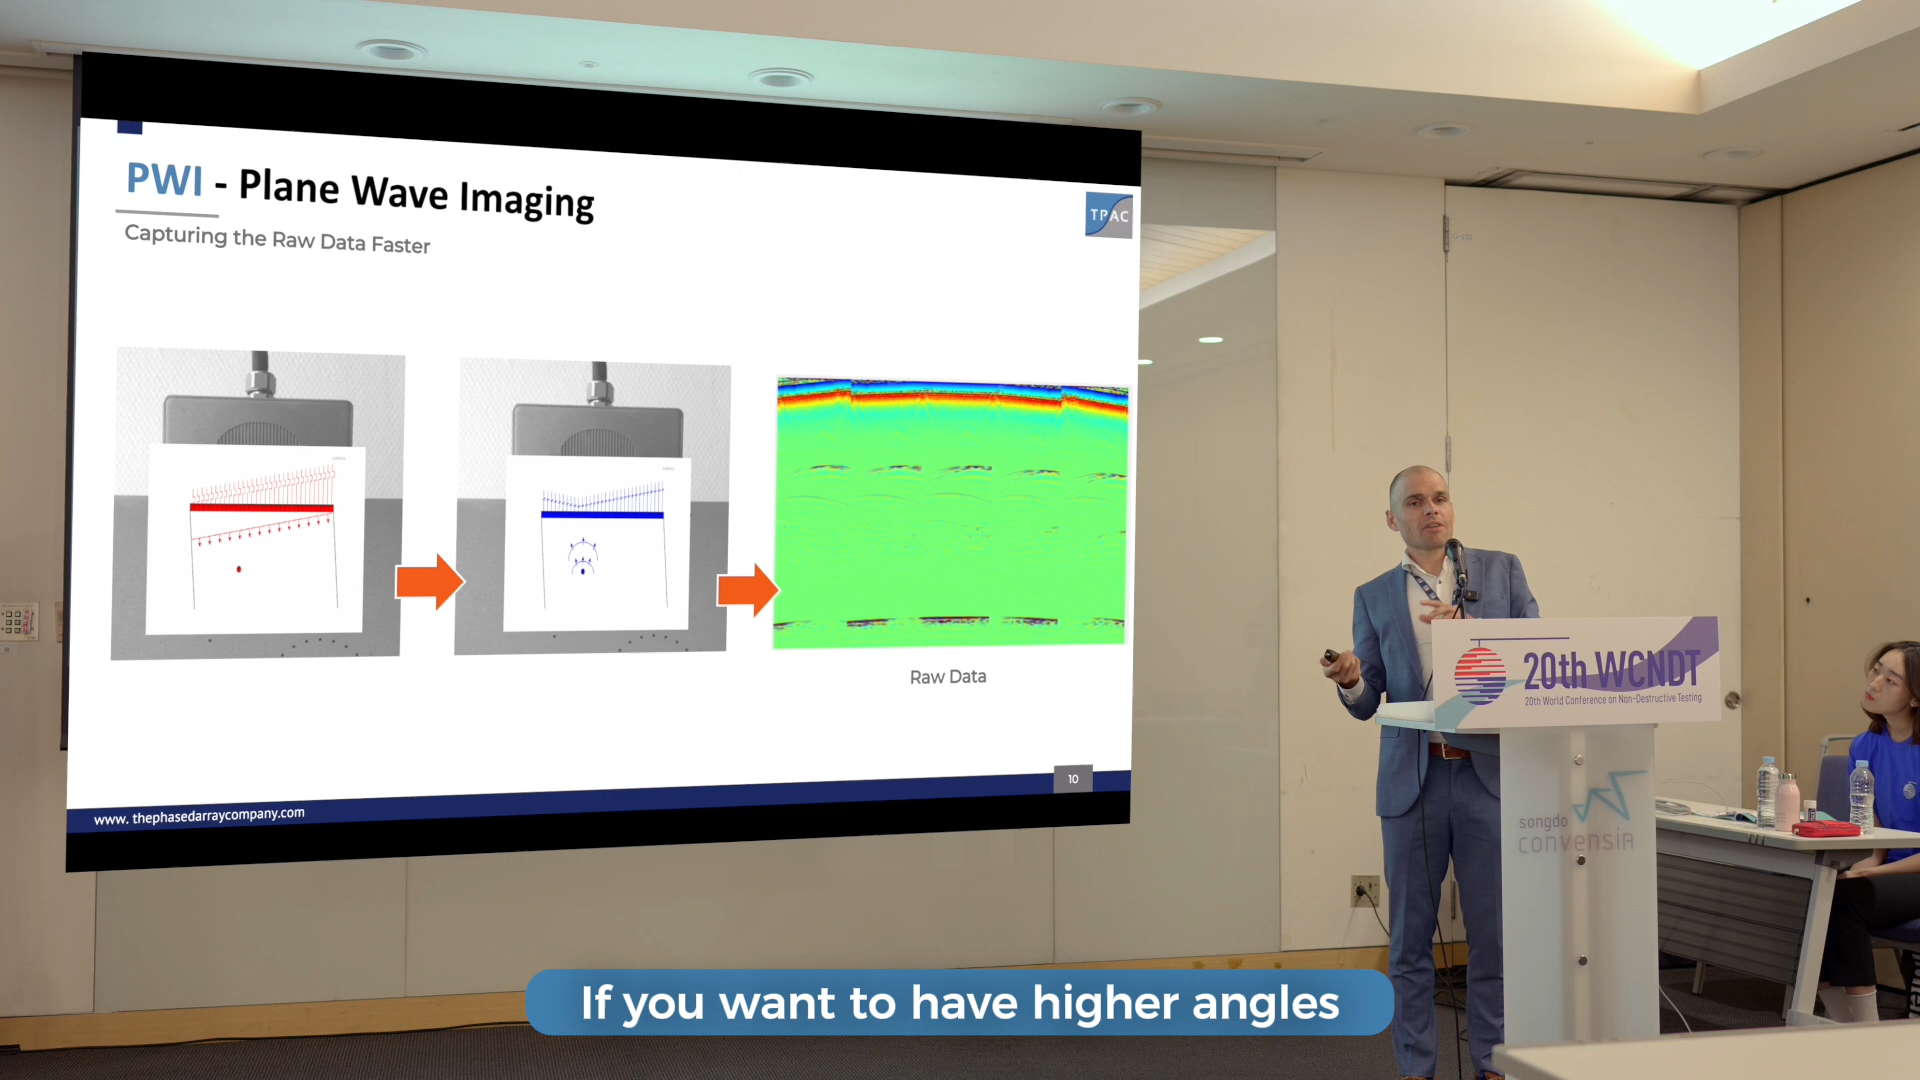 PWI - Plane Wave Imaging
Capturing the Raw Data Faster
TPAC
Raw Data
10
www. thephasedarraycompany.com
20th WCNDT
20th World Conference on Non-Destructive Testing
songdo
convensia
If you want to have higher angles